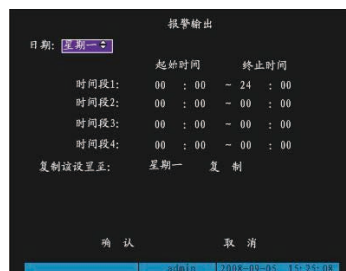 报警输出
日期: 星期一
起始时间 终止时间
时间段1: 00 : 00 ~ 24 : 00
时间段2: 00 : 00 ~ 00 : 00
时间段3: 00 : 00 ~ 00 : 00
时间段4: 00 : 00 ~ 00 : 00
复制该设置至: 星期一 复 制
确 认 取 消
admin 2008-09-05 15:25:08